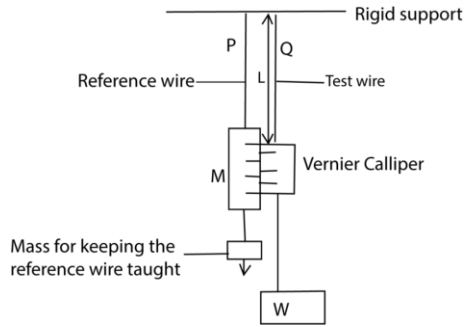 Rigid support
P
Q
Reference wire
L
Test wire
M
Vernier Calliper
Mass for keeping the
reference wire taught
W